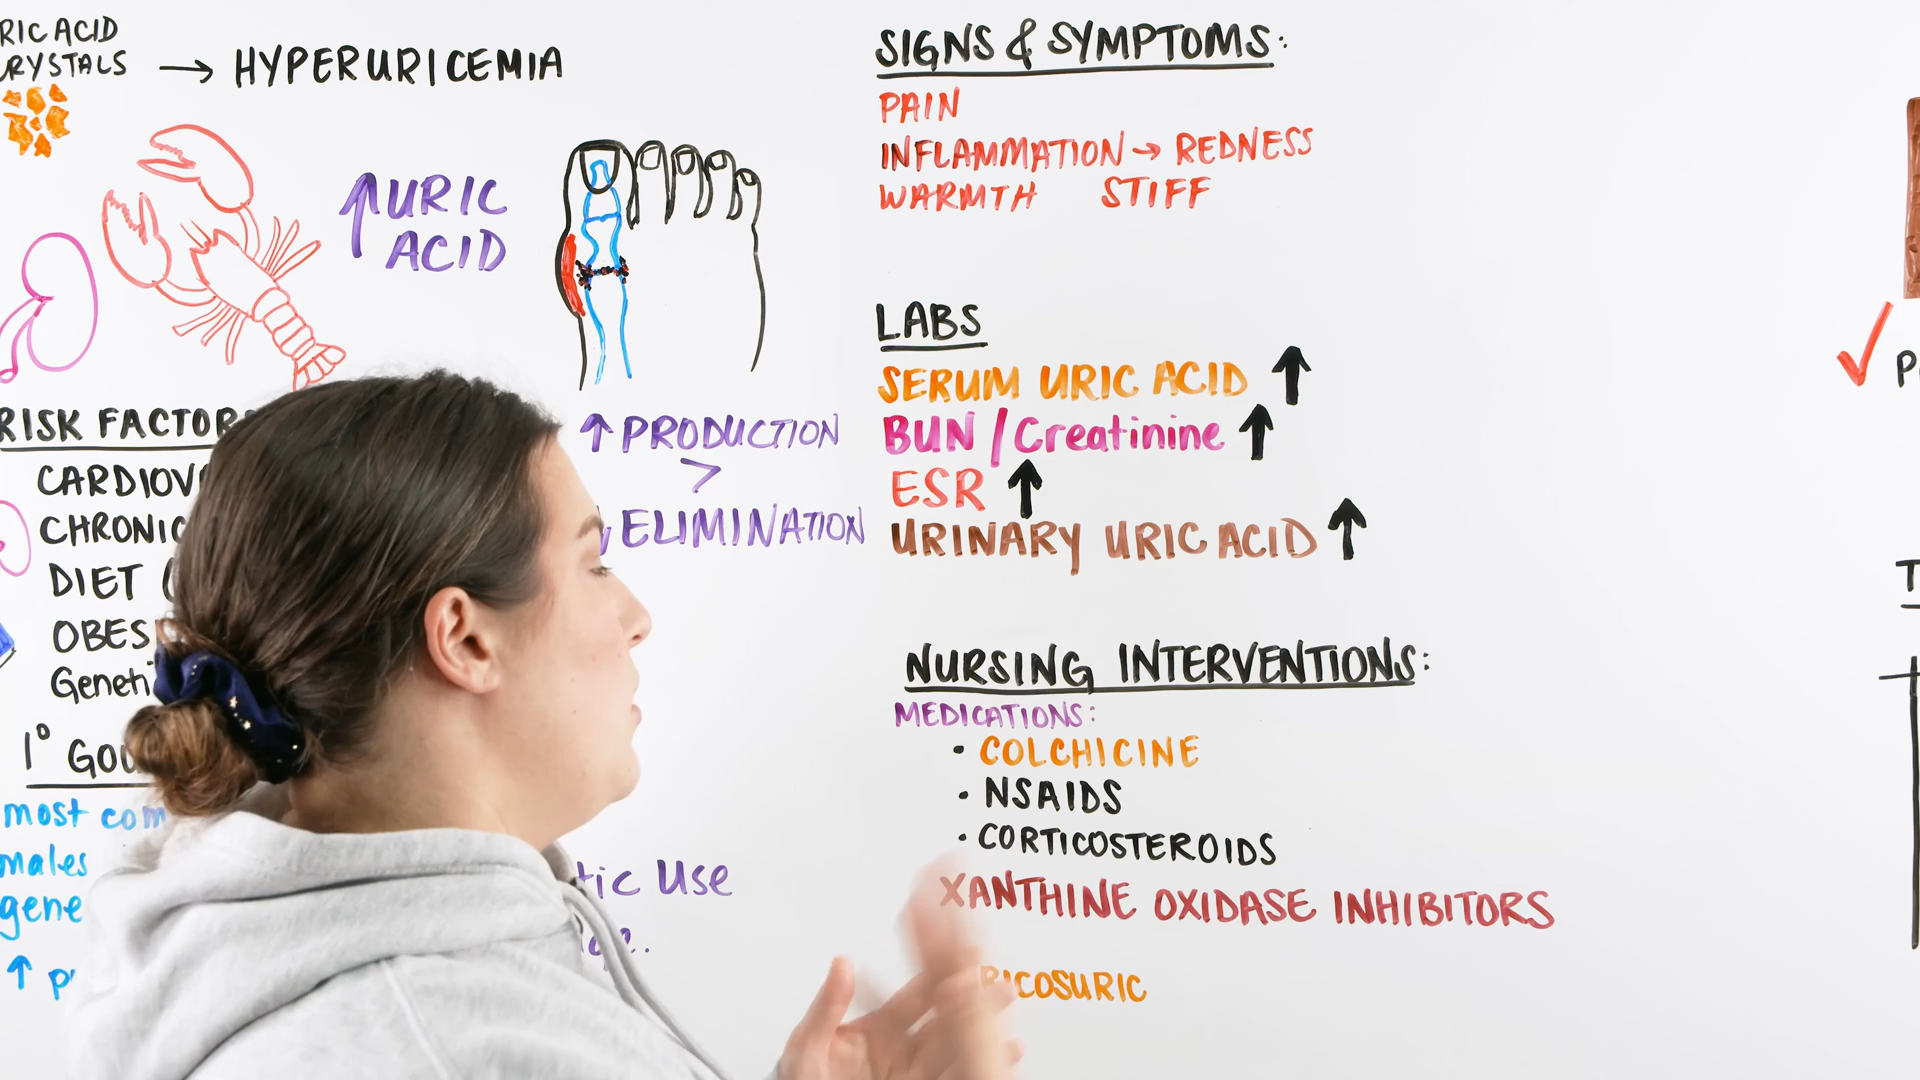 RIC ACID
RYSTALS → HYPERURICEMIA
↑ URIC
ACID
RISK FACTOR
CARDIOV
CHRONIC
DIET (
OBES
Geneti
1° GOU
most com
males
gene
↑ p
↑ PRODUCTION
>
ELIMINATION
tic Use
SIGNS & SYMPTOMS:
PAIN
INFLAMMATION → REDNESS
WARMTH STIFF
LABS
SERUM URIC ACID ↑
BUN / Creatinine ↑
ESR ↑
URINARY URIC ACID ↑
NURSING INTERVENTIONS:
MEDICATIONS:
• COLCHICINE
• NSAIDS
• CORTICOSTEROIDS
XANTHINE OXIDASE INHIBITORS
RICOSURIC
P
T